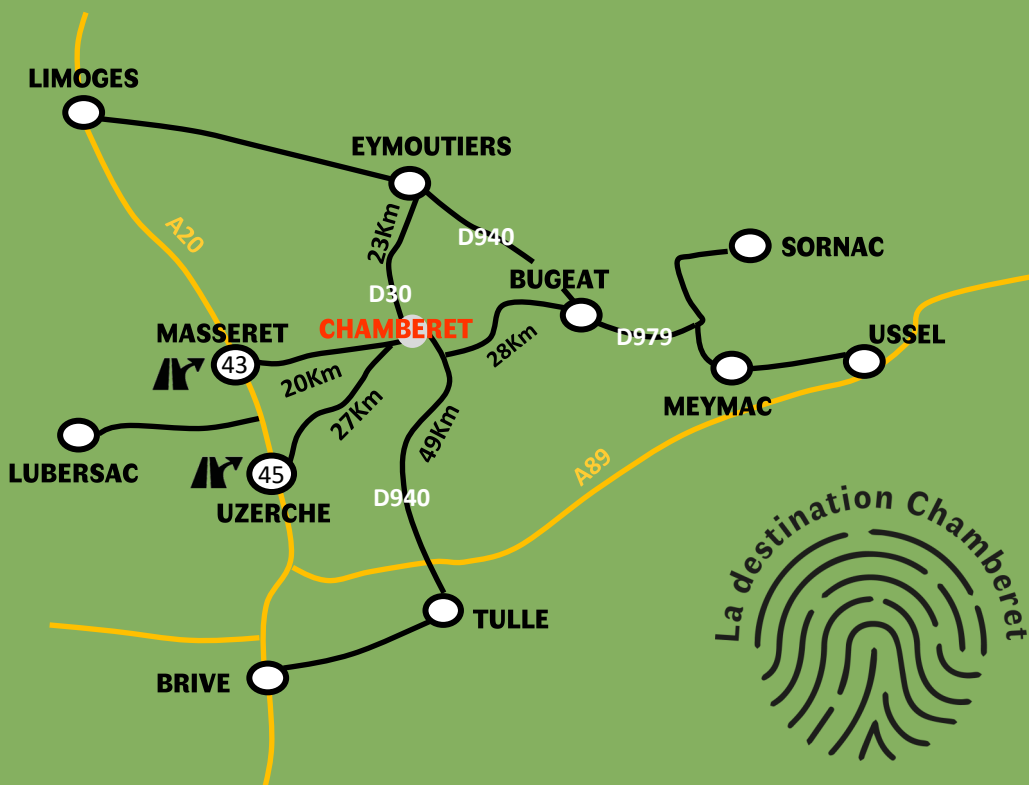 LIMOGES
EYMOUTIERS
A20
23Km
D940
SORNAC
BUGEAT
D30
MASSERET
CHAMBERET
28Km
D979
USSEL
43
20Km
27Km
MEYMAC
49Km
LUBERSAC
45
A89
UZERCHE
D940
La destination Chamberet
TULLE
BRIVE